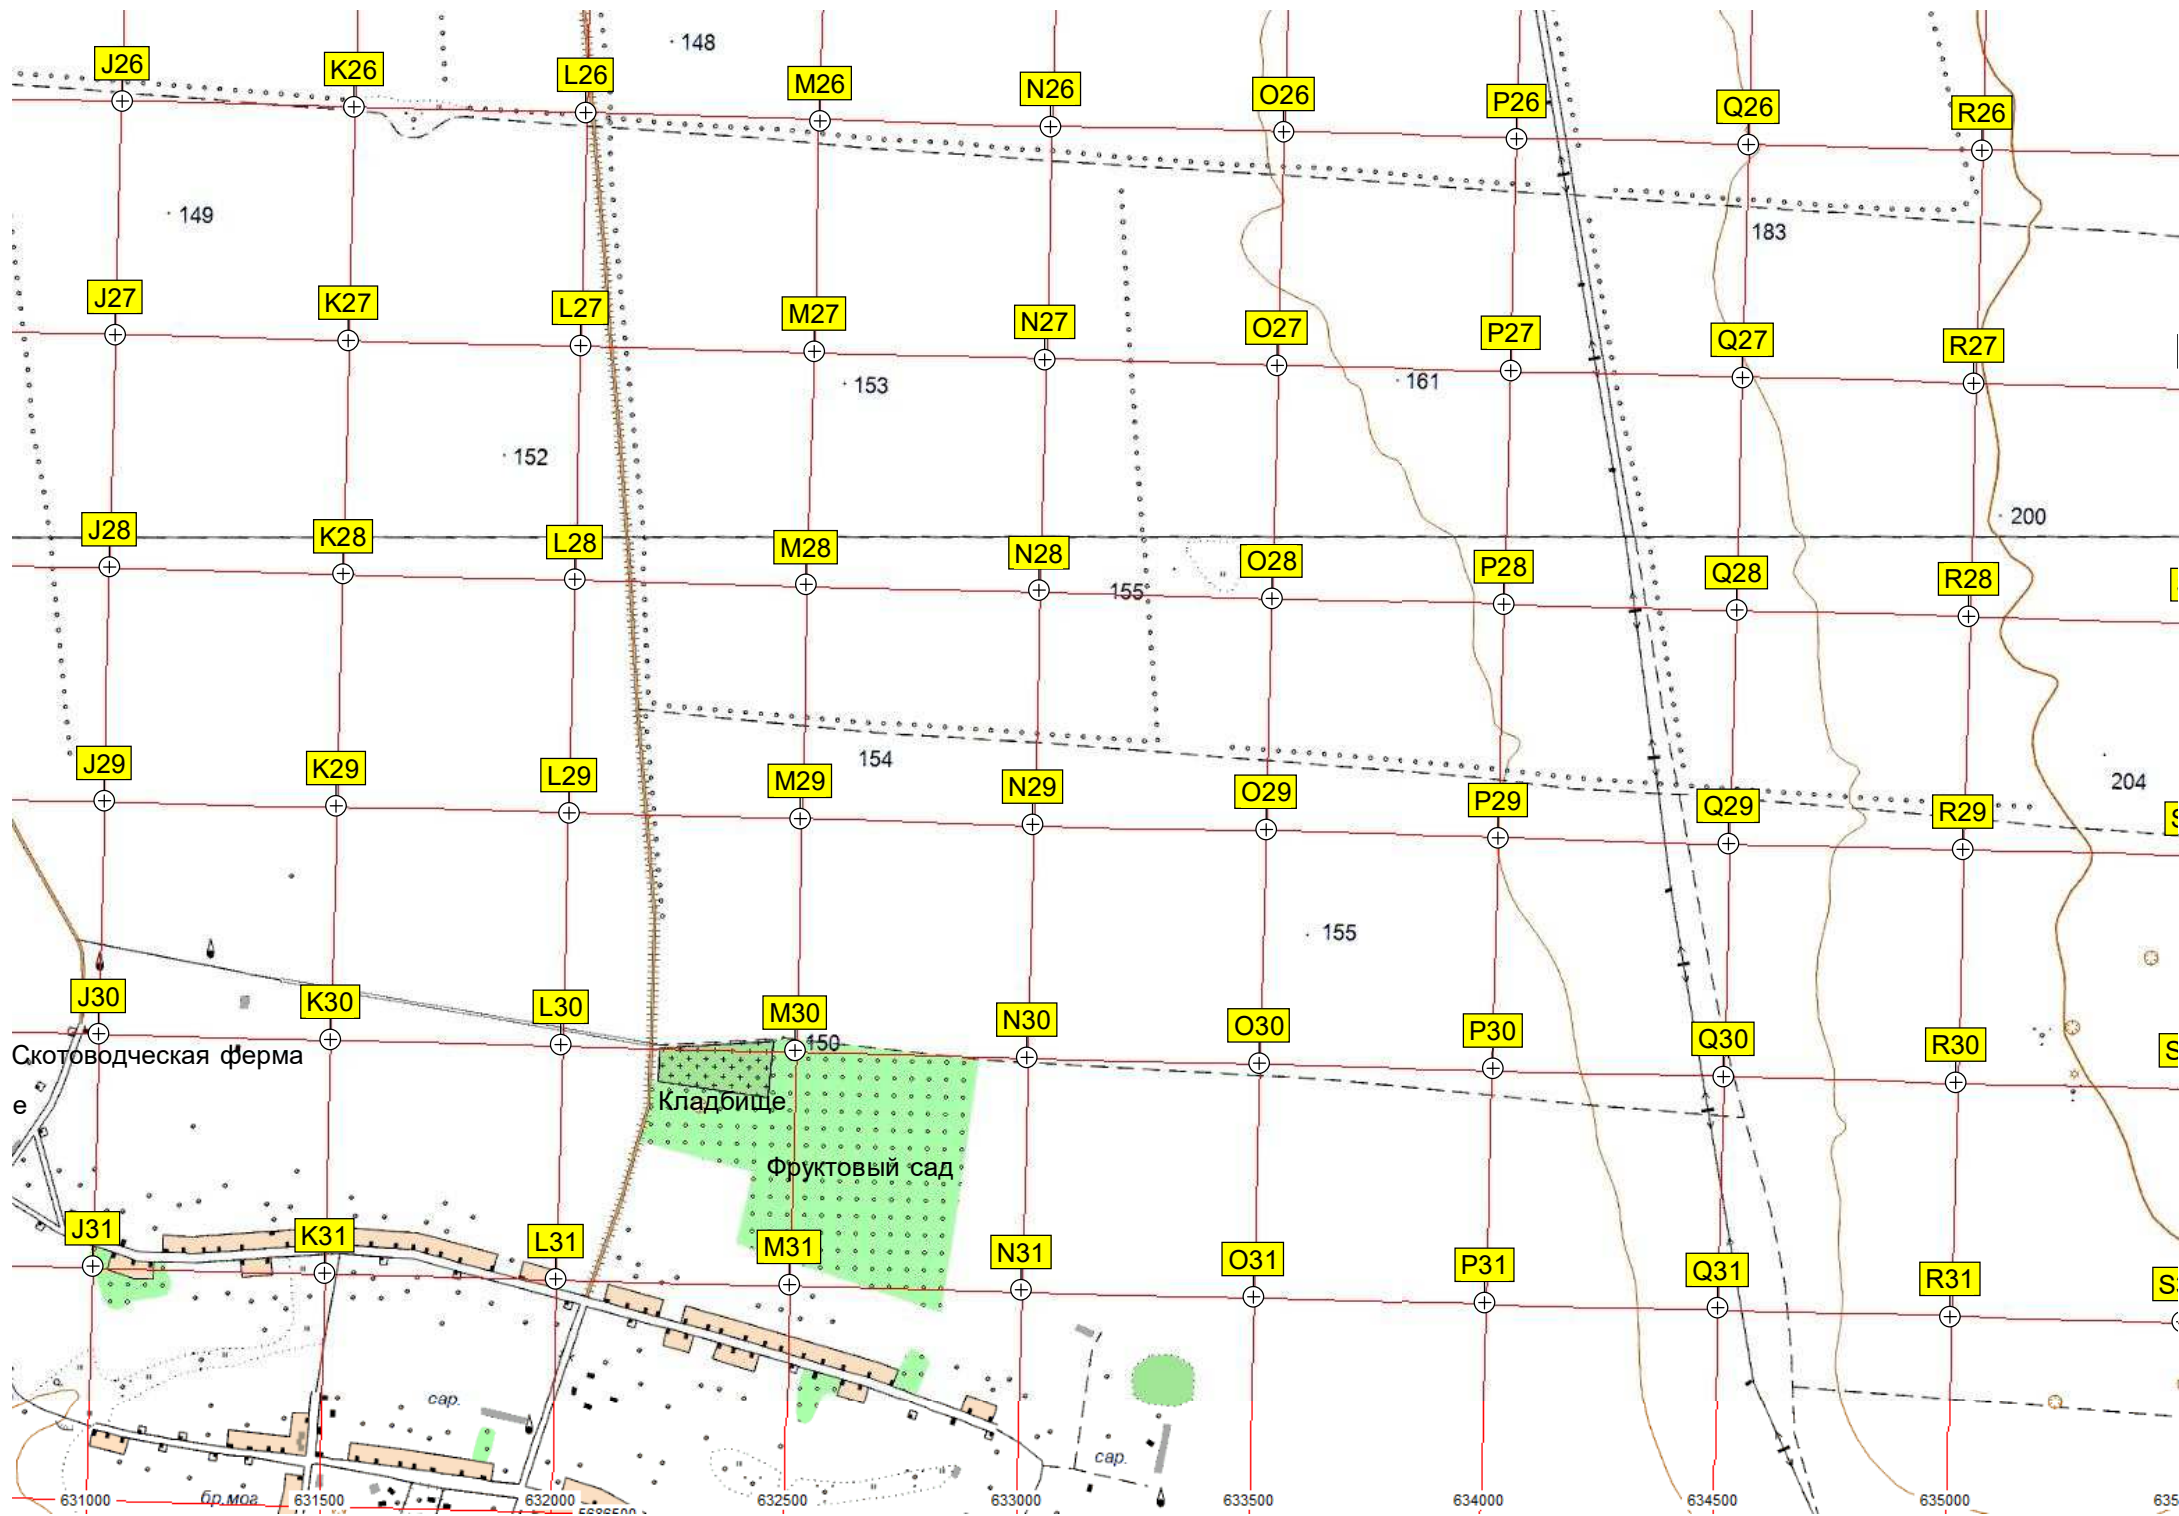 148
J26 K26 L26 M26 N26 O26 P26 Q26 R26
149
183
J27 K27 L27 M27 N27 O27 P27 Q27 R27
153
161
152
200
J28 K28 L28 M28 N28 O28 P28 Q28 R28
155
154
204
J29 K29 L29 M29 N29 O29 P29 Q29 R29
155
J30 K30 L30 M30 N30 O30 P30 Q30 R30
150
Скотоводческая ферма
е
Кладбище
Фруктовый сад
J31 K31 L31 M31 N31 O31 P31 Q31 R31
сар.
сар.
бр.мог.
631000 631500 632000 632500 633000 633500 634000 634500 635000